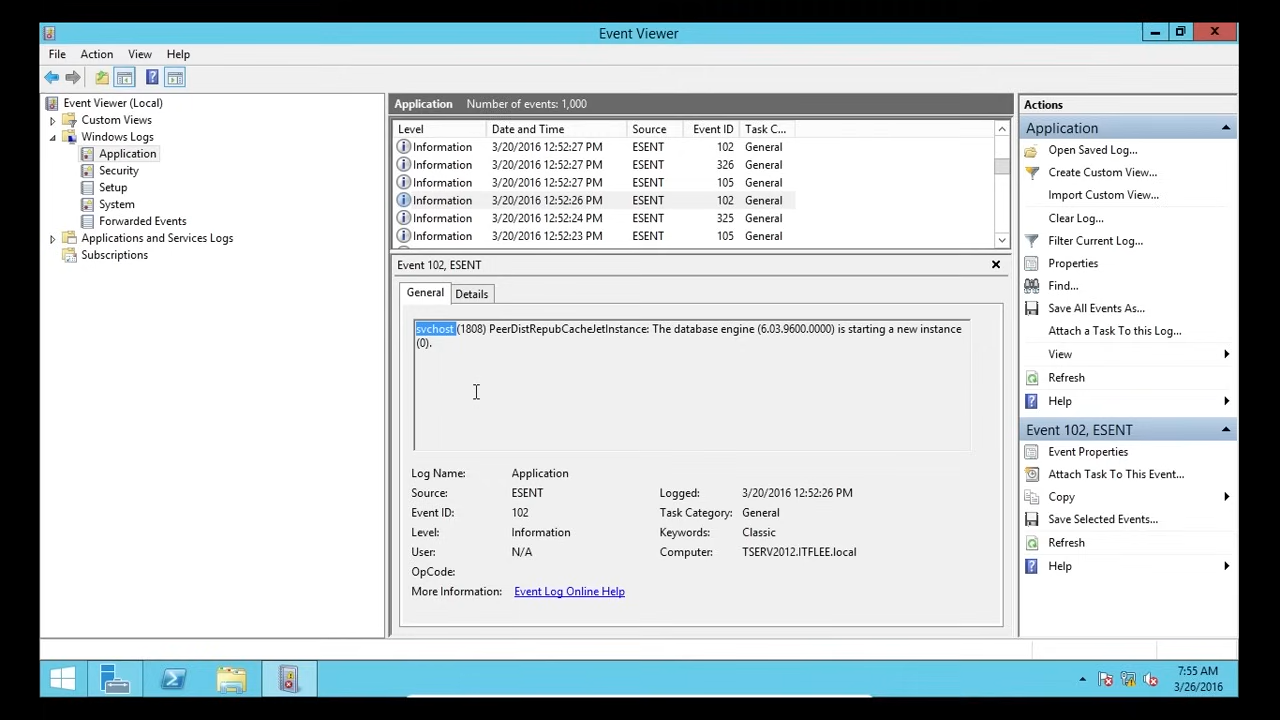 Event Viewer
File Action View Help
Event Viewer (Local)
Custom Views
Windows Logs
Application
Security
Setup
System
Forwarded Events
Applications and Services Logs
Subscriptions
Application Number of events: 1,000
Level Date and Time Source Event ID Task C...
Information 3/20/2016 12:52:27 PM ESENT 102 General
Information 3/20/2016 12:52:27 PM ESENT 326 General
Information 3/20/2016 12:52:27 PM ESENT 105 General
Information 3/20/2016 12:52:26 PM ESENT 102 General
Information 3/20/2016 12:52:24 PM ESENT 325 General
Information 3/20/2016 12:52:23 PM ESENT 105 General
Event 102, ESENT
General Details
svchost (1808) PeerDistRepubCacheJetInstance: The database engine (6.03.9600.0000) is starting a new instance
(0).
Log Name: Application
Source: ESENT Logged: 3/20/2016 12:52:26 PM
Event ID: 102 Task Category: General
Level: Information Keywords: Classic
User: N/A Computer: TSERV2012.ITFLEE.local
OpCode:
More Information: Event Log Online Help
Actions
Application
Open Saved Log...
Create Custom View...
Import Custom View...
Clear Log...
Filter Current Log...
Properties
Find...
Save All Events As...
Attach a Task To this Log...
View
Refresh
Help
Event 102, ESENT
Event Properties
Attach Task To This Event...
Copy
Save Selected Events...
Refresh
Help
7:55 AM
3/26/2016